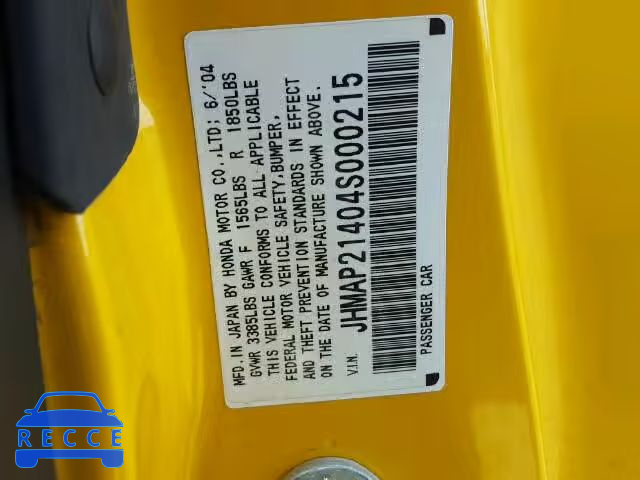 MFD. IN JAPAN BY HONDA MOTOR CO.,LTD; 6/'04
GVWR 3385LBS GAWR F 1565LBS R 1850LBS
THIS VEHICLE CONFORMS TO ALL APPLICABLE
FEDERAL MOTOR VEHICLE SAFETY,BUMPER,
AND THEFT PREVENTION STANDARDS IN EFFECT
ON THE DATE OF MANUFACTURE SHOWN ABOVE.
V.I.N. JHMAP21404S000215
PASSENGER CAR
RECCE